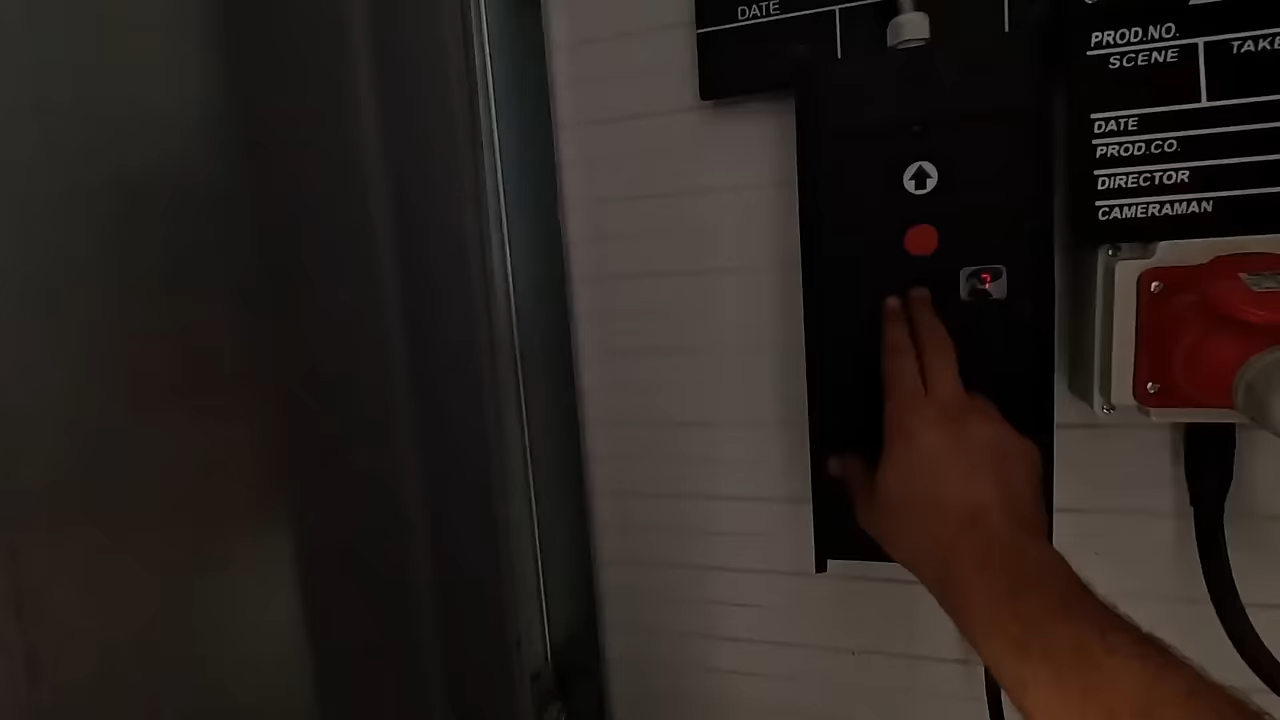 DATE
PROD.NO.
SCENE
TAKE
DATE
PROD.CO.
DIRECTOR
CAMERAMAN